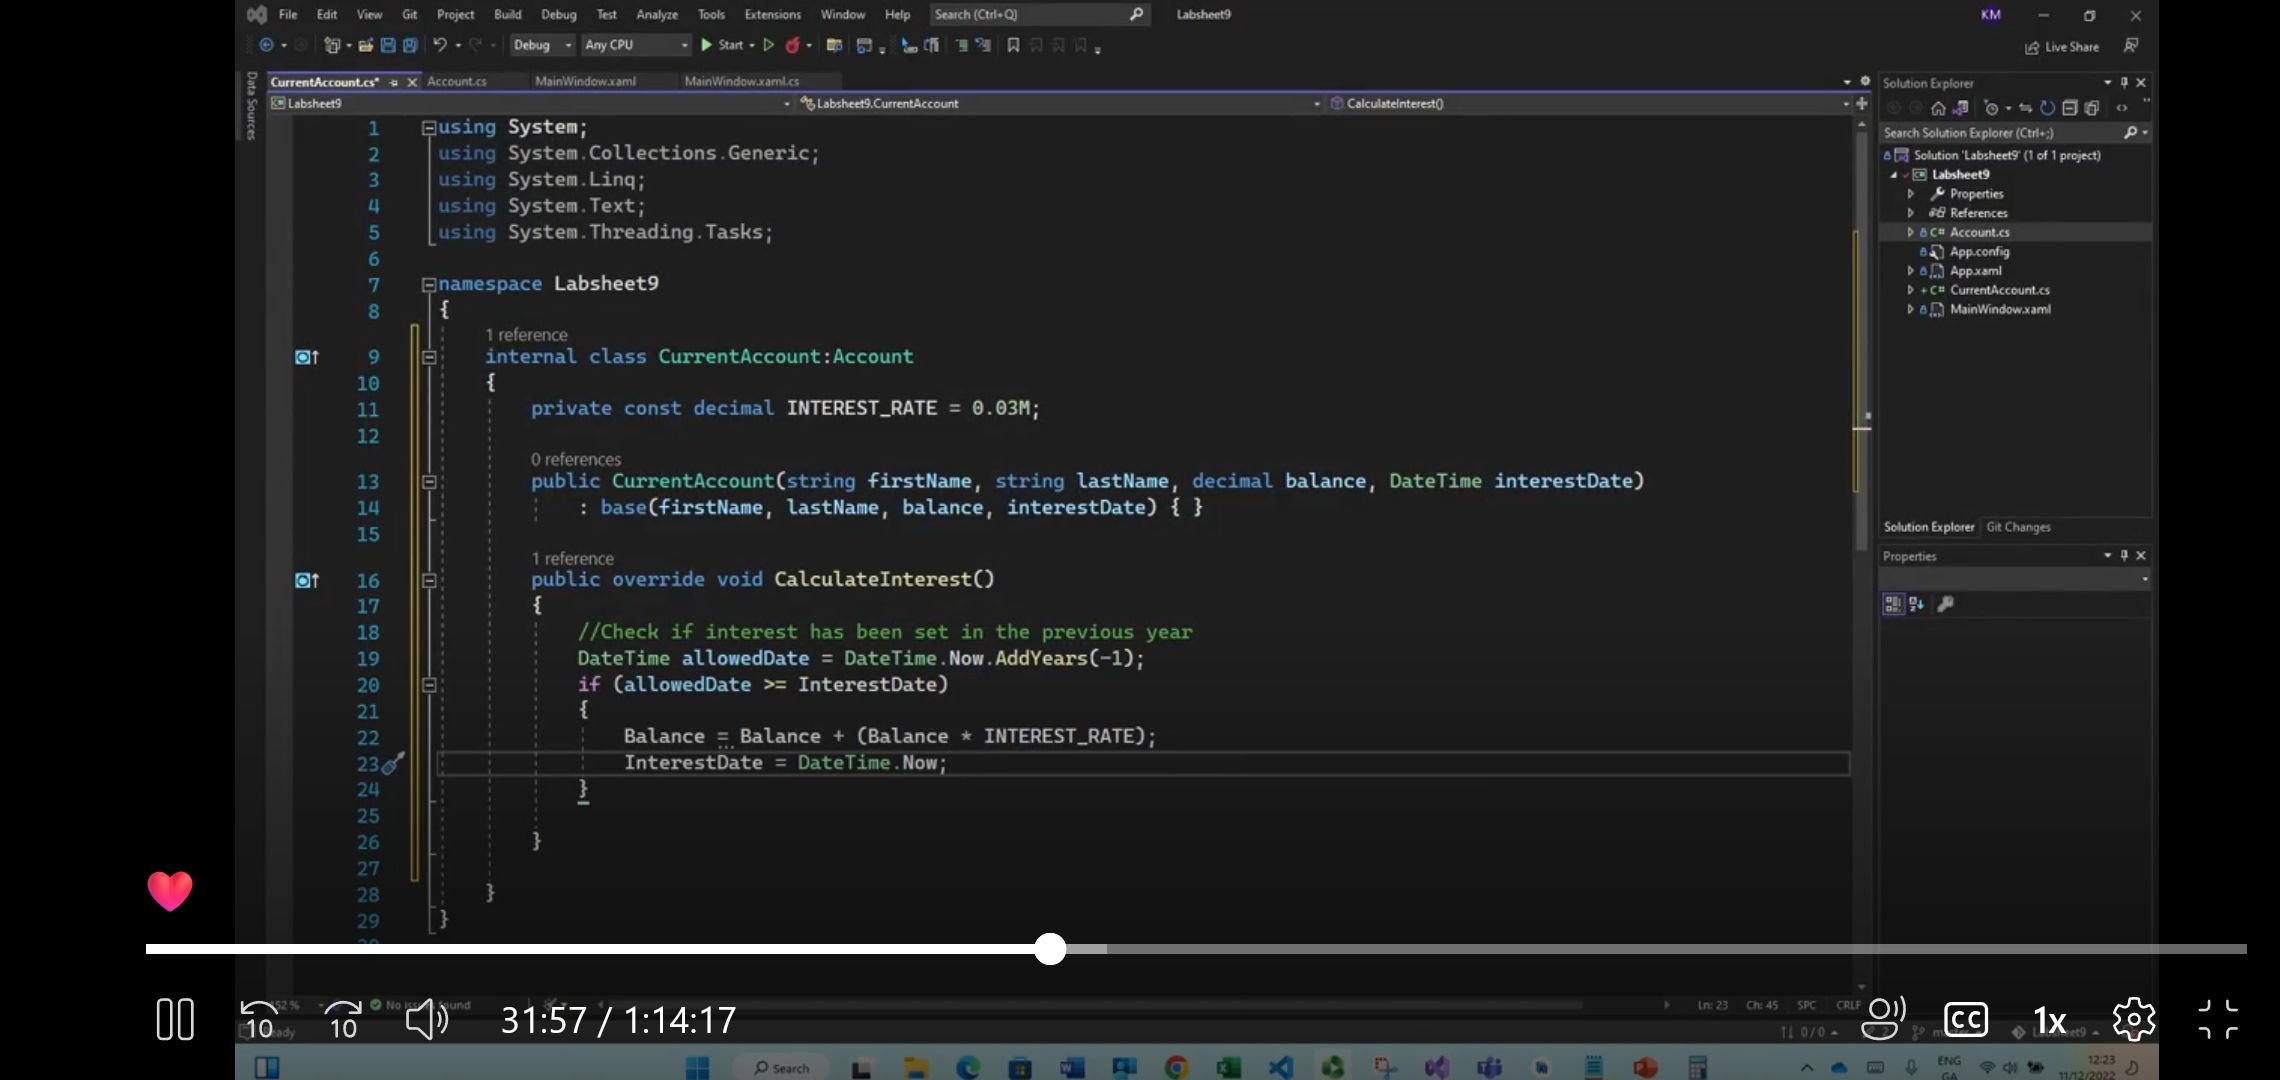 File Edit View Git Project Build Debug Test Analyze Tools Extensions Window Help Search (Ctrl+Q) Labsheet9 KM
Debug Any CPU Start Live Share
Data Sources
CurrentAccount.cs* Account.cs MainWindow.xaml MainWindow.xaml.cs
Labsheet9 Labsheet9.CurrentAccount CalculateInterest()
1 using System;
2 using System.Collections.Generic;
3 using System.Linq;
4 using System.Text;
5 using System.Threading.Tasks;
6
7 namespace Labsheet9
8 {
1 reference
9 internal class CurrentAccount:Account
10 {
11 private const decimal INTEREST_RATE = 0.03M;
12
0 references
13 public CurrentAccount(string firstName, string lastName, decimal balance, DateTime interestDate)
14 : base(firstName, lastName, balance, interestDate) { }
15
1 reference
16 public override void CalculateInterest()
17 {
18 //Check if interest has been set in the previous year
19 DateTime allowedDate = DateTime.Now.AddYears(-1);
20 if (allowedDate >= InterestDate)
21 {
22 Balance = Balance + (Balance * INTEREST_RATE);
23 InterestDate = DateTime.Now;
24 }
25
26 }
27
28 }
29 }
Solution Explorer
Search Solution Explorer (Ctrl+;)
Solution 'Labsheet9' (1 of 1 project)
Labsheet9
Properties
References
Account.cs
App.config
App.xaml
CurrentAccount.cs
MainWindow.xaml
Solution Explorer Git Changes
Properties
No found Ln: 23 Ch: 45 SPC CRLF
0 / 0
10 10 31:57 / 1:14:17 CC 1x
Search ENG GA 12:23
11/12/2022